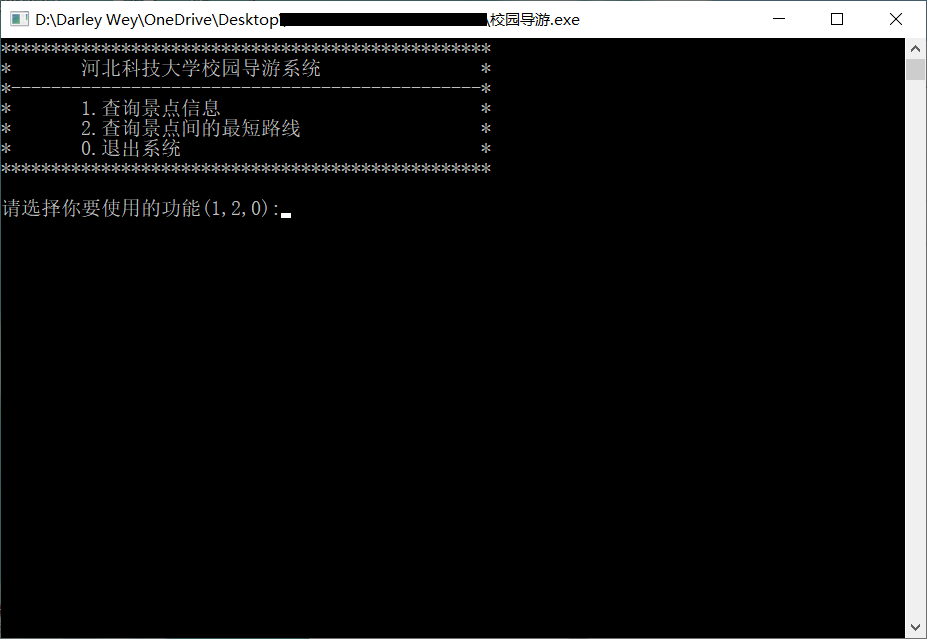 D:\Darley Wey\OneDrive\Desktop\ \校园导游.exe
*************************************************
* 河北科技大学校园导游系统 *
*-----------------------------------------------*
* 1.查询景点信息 *
* 2.查询景点间的最短路线 *
* 0.退出系统 *
*************************************************
请选择你要使用的功能(1,2,0):